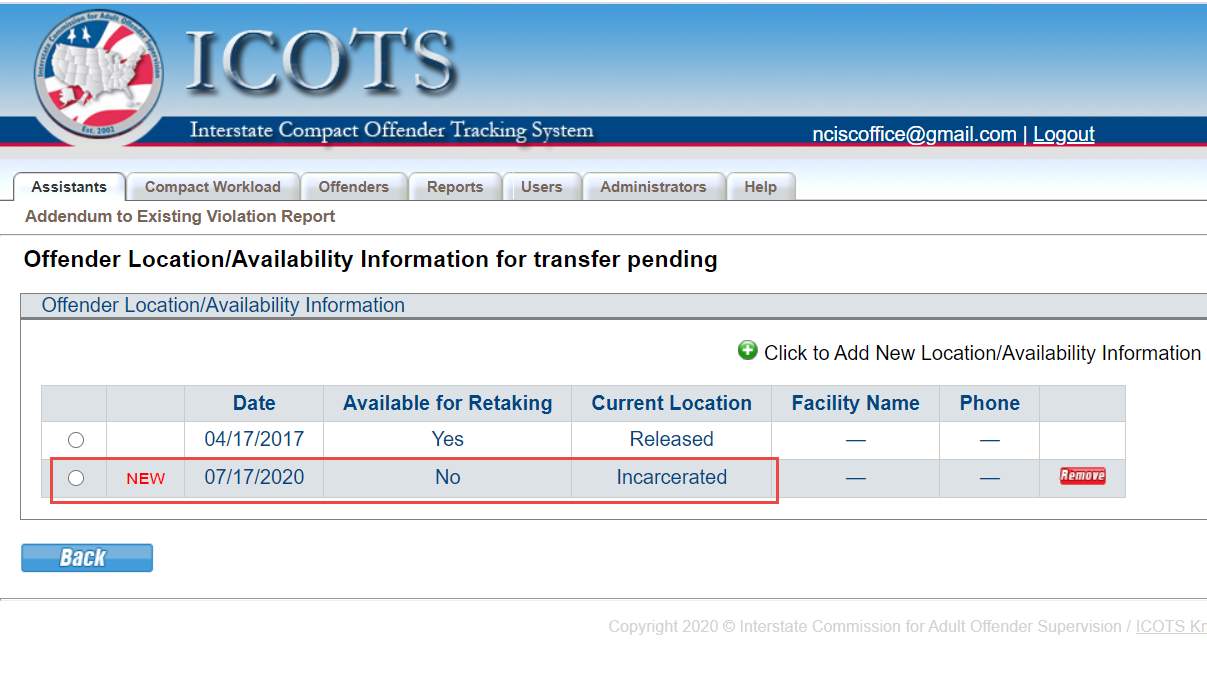 Interstate Commission for Adult Offender Supervision
Est. 2002
ICOTS
Interstate Compact Offender Tracking System
nciscoffice@gmail.com | Logout
Assistants Compact Workload Offenders Reports Users Administrators Help
Addendum to Existing Violation Report
Offender Location/Availability Information for transfer pending
Offender Location/Availability Information
Click to Add New Location/Availability Information
Date Available for Retaking Current Location Facility Name Phone
04/17/2017 Yes Released — —
NEW 07/17/2020 No Incarcerated — — Remove
Back
Copyright 2020 © Interstate Commission for Adult Offender Supervision / ICOTS Kr